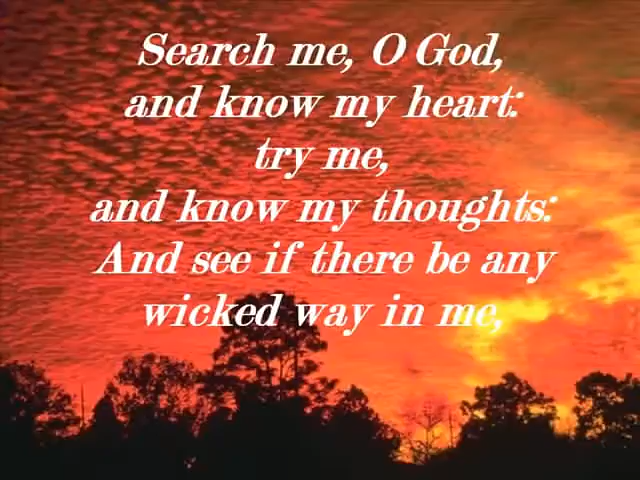 Search me, O God,
and know my heart:
try me,
and know my thoughts:
And see if there be any
wicked way in me,